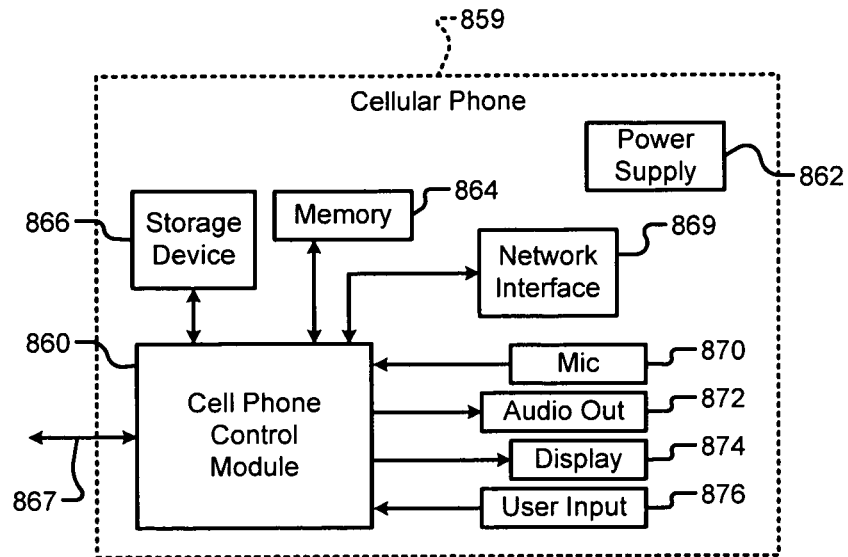 859
Cellular Phone
Power
Supply
862
866
Storage
Device
Memory
864
869
Network
Interface
860
Cell Phone
Control
Module
Mic
870
Audio Out
872
Display
874
User Input
876
867